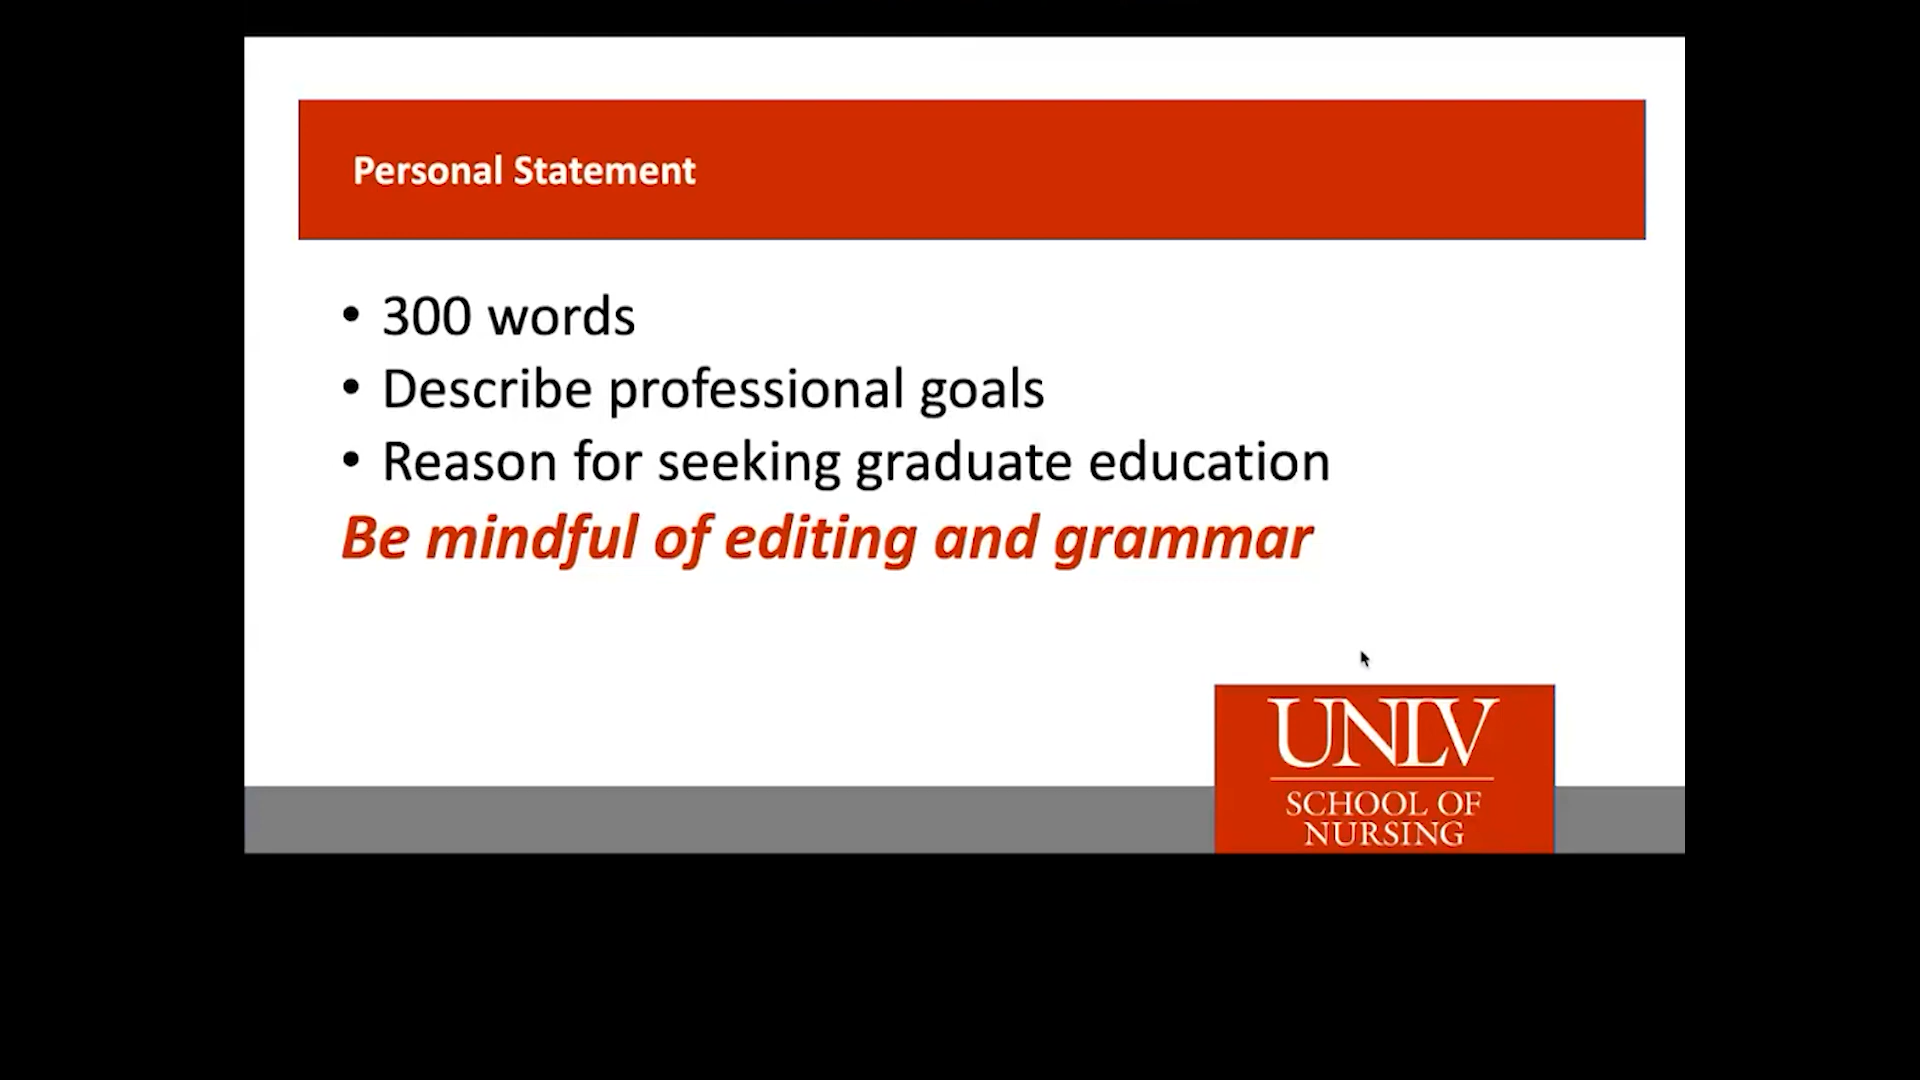 Personal Statement
• 300 words
• Describe professional goals
• Reason for seeking graduate education
Be mindful of editing and grammar
UNLV
SCHOOL OF
NURSING